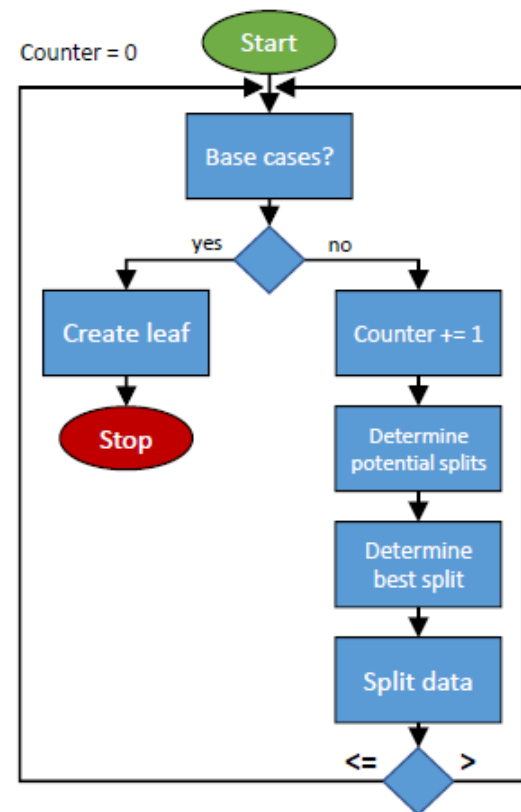 Start
Counter = 0
Base cases?
yes
no
Create leaf
Counter += 1
Stop
Determine
potential splits
Determine
best split
Split data
<=
>